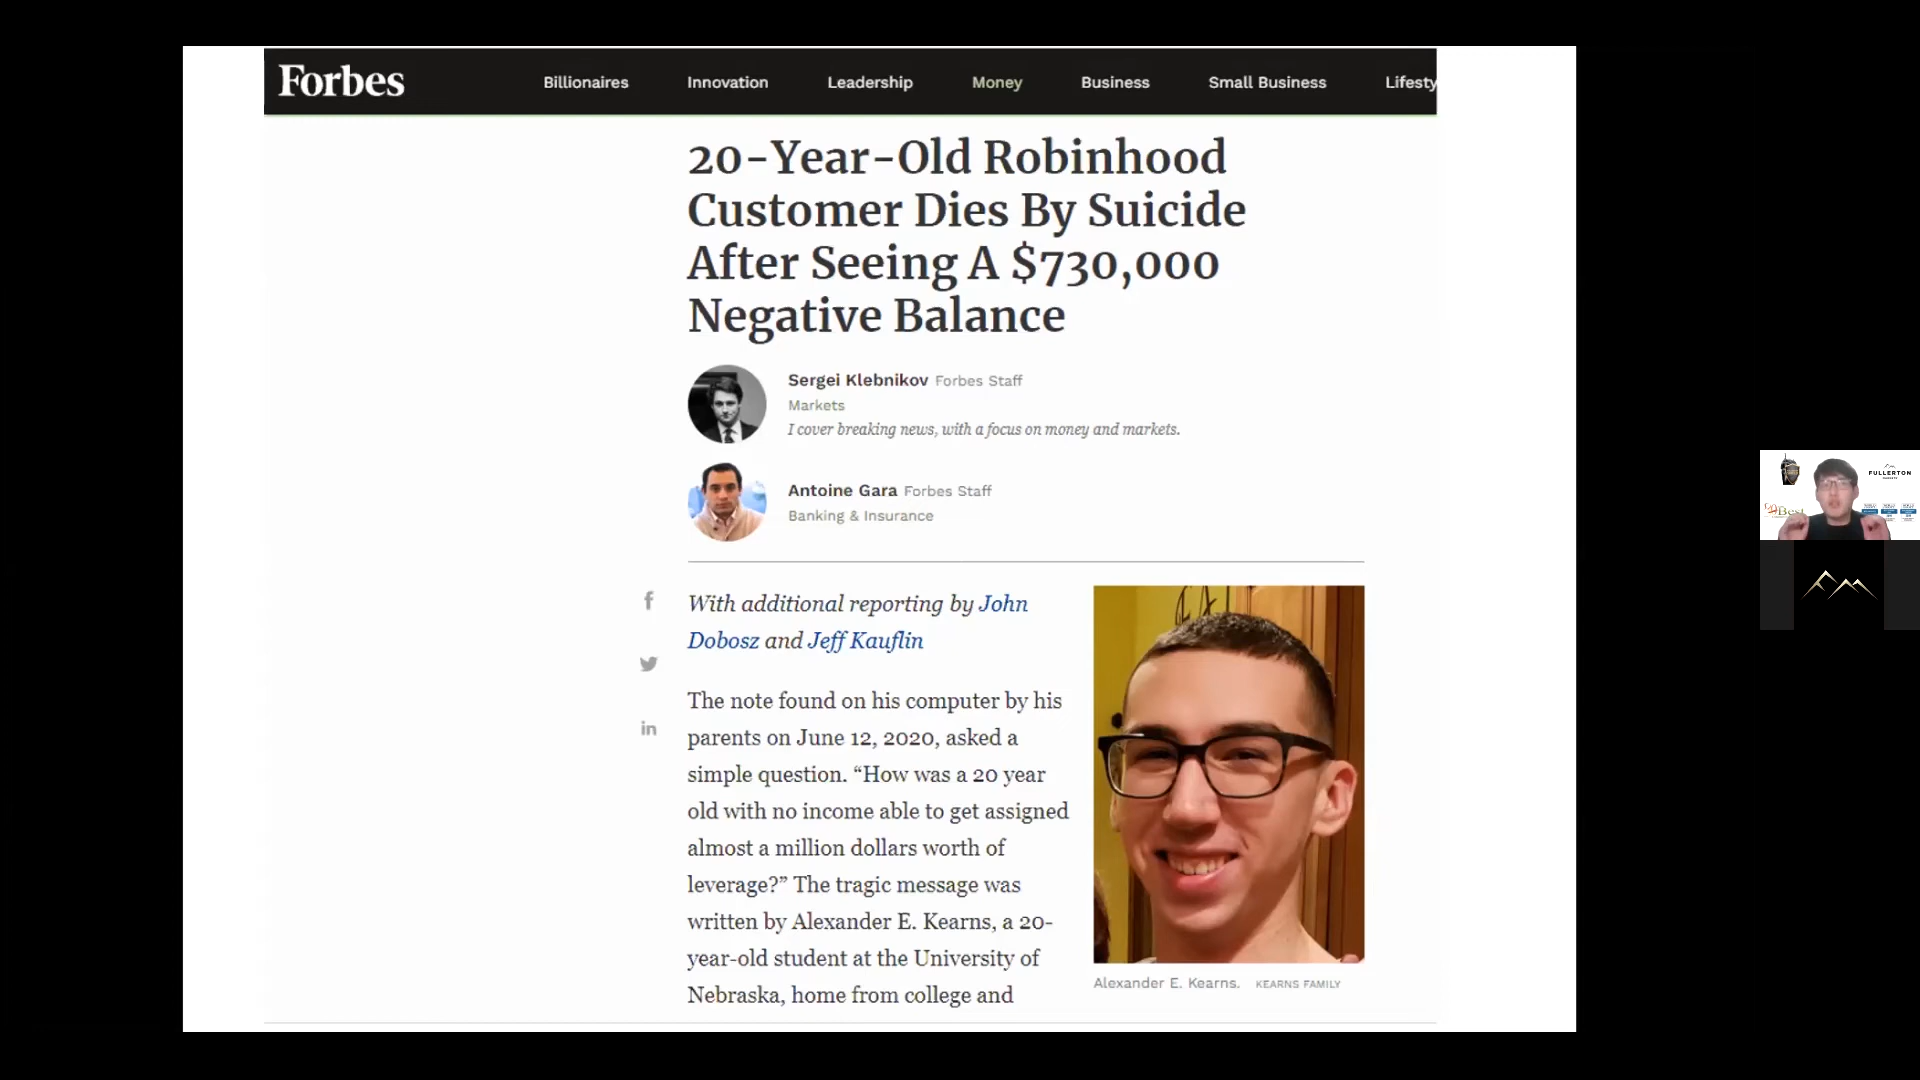 Forbes
Billionaires Innovation Leadership Money Business Small Business Lifesty
20-Year-Old Robinhood
Customer Dies By Suicide
After Seeing A $730,000
Negative Balance
Sergei Klebnikov Forbes Staff
Markets
I cover breaking news, with a focus on money and markets.
Antoine Gara Forbes Staff
Banking & Insurance
With additional reporting by John
Dobosz and Jeff Kauflin
The note found on his computer by his
parents on June 12, 2020, asked a
simple question. “How was a 20 year
old with no income able to get assigned
almost a million dollars worth of
leverage?” The tragic message was
written by Alexander E. Kearns, a 20-
year-old student at the University of
Nebraska, home from college and
Alexander E. Kearns. KEARNS FAMILY
FULLERTON
Best